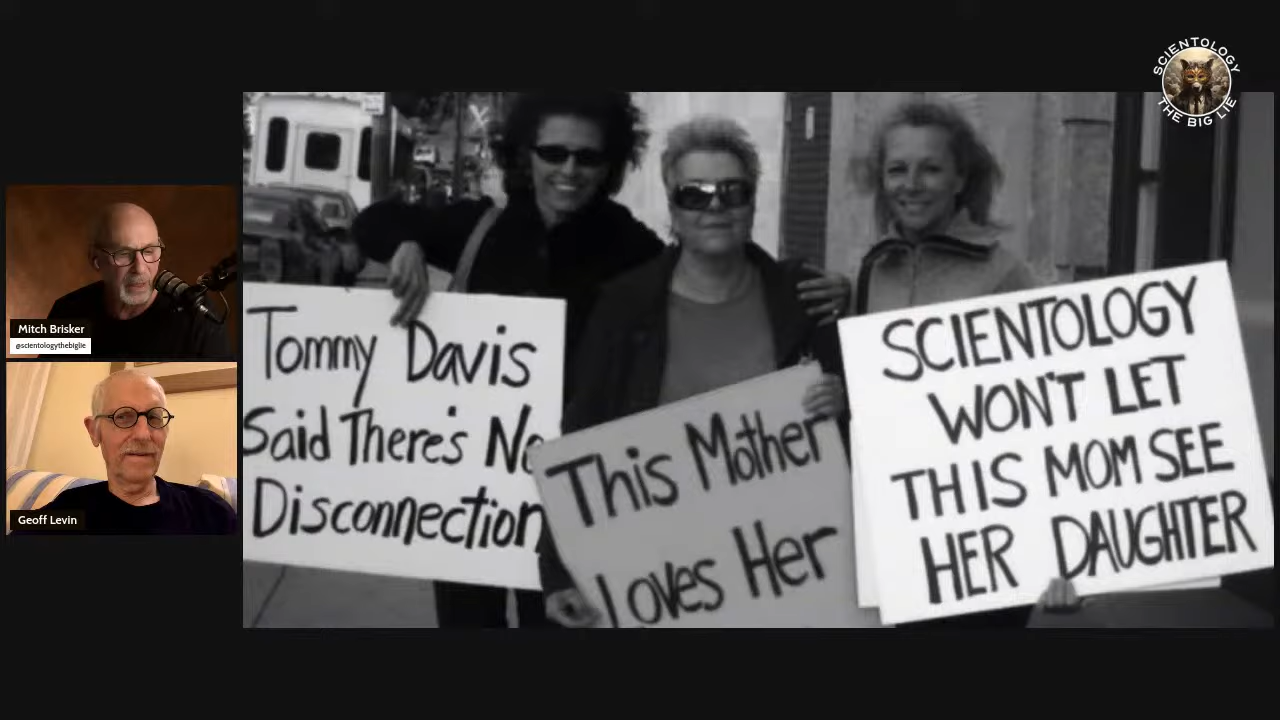 SCIENTOLOGY
THE BIG LIE
Mitch Brisker
@scientologythebiglie
Geoff Levin
Tommy Davis
Said There's No
Disconnection
This Mother
Loves Her
SCIENTOLOGY
WON'T LET
THIS MOM SEE
HER DAUGHTER